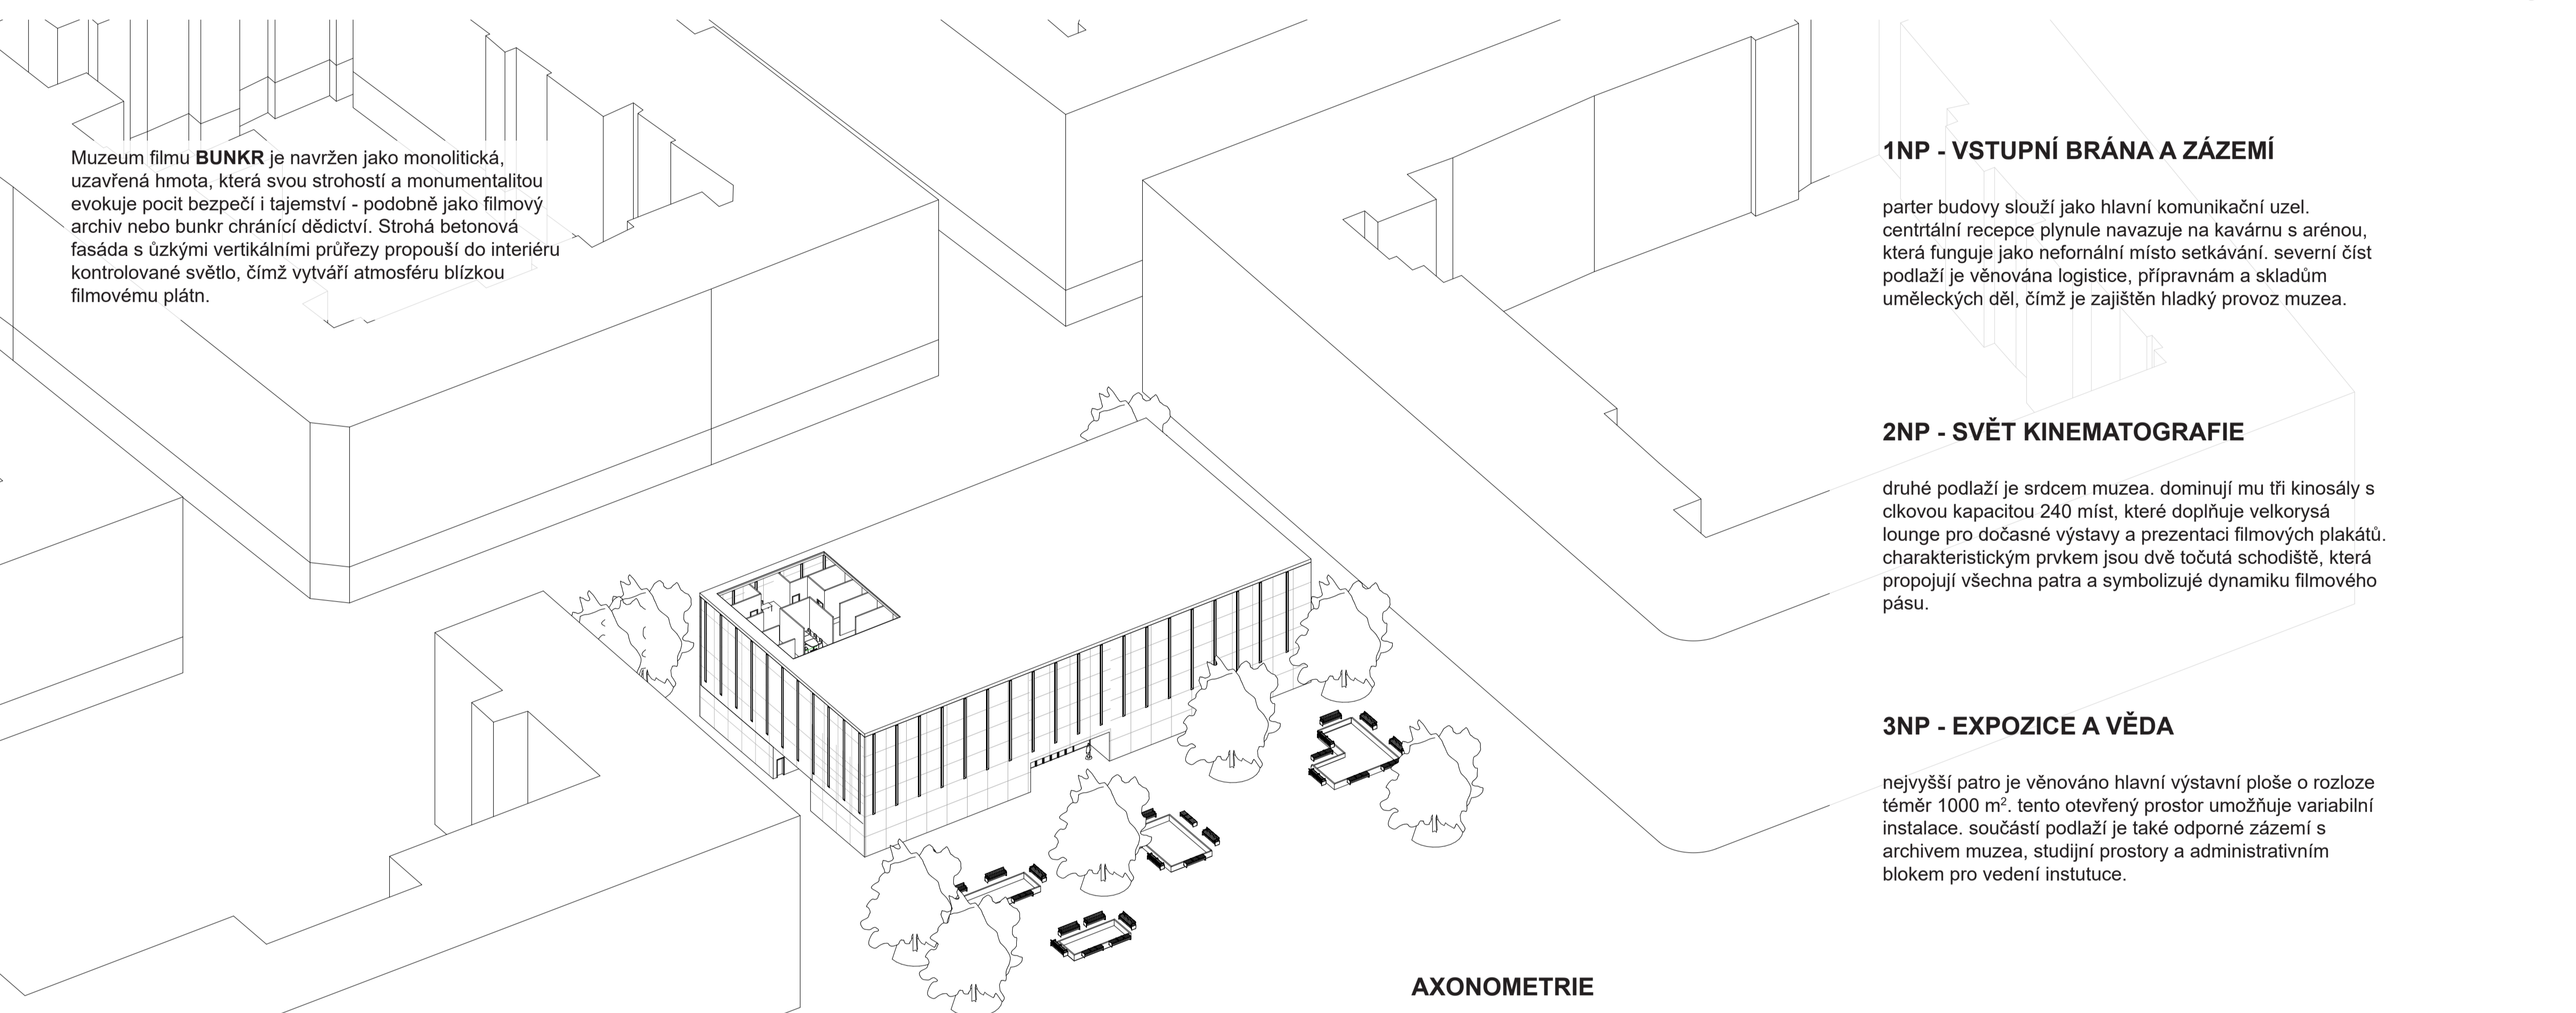 Muzeum filmu BUNKR je navržen jako monolitická,
uzavřená hmota, která svou strohostí a monumentalitou
evokuje pocit bezpečí i tajemství - podobně jako filmový
archiv nebo bunkr chránící dědictví. Strohá betonová
fasáda s ůzkými vertikálními průřezy propouší do interiéru
kontrolované světlo, čímž vytváří atmosféru blízkou
filmovému plátn.
1NP - VSTUPNÍ BRÁNA A ZÁZEMÍ
parter budovy slouží jako hlavní komunikační uzel.
centrtální recepce plynule navazuje na kavárnu s arénou,
která funguje jako nefornální místo setkávání. severní číst
podlaží je věnována logistice, přípravnám a skladům
uměleckých děl, čímž je zajištěn hladký provoz muzea.
2NP - SVĚT KINEMATOGRAFIE
druhé podlaží je srdcem muzea. dominují mu tři kinosály s
clkovou kapacitou 240 míst, které doplňuje velkorysá
lounge pro dočasné výstavy a prezentaci filmových plakátů.
charakteristickým prvkem jsou dvě točutá schodiště, která
propojují všechna patra a symbolizujé dynamiku filmového
pásu.
3NP - EXPOZICE A VĚDA
nejvyšší patro je věnováno hlavní výstavní ploše o rozloze
téměr 1000 m². tento otevřený prostor umožňuje variabilní
instalace. součástí podlaží je také odporné zázemí s
archivem muzea, studijní prostory a administrativním
blokem pro vedení instutuce.
AXONOMETRIE